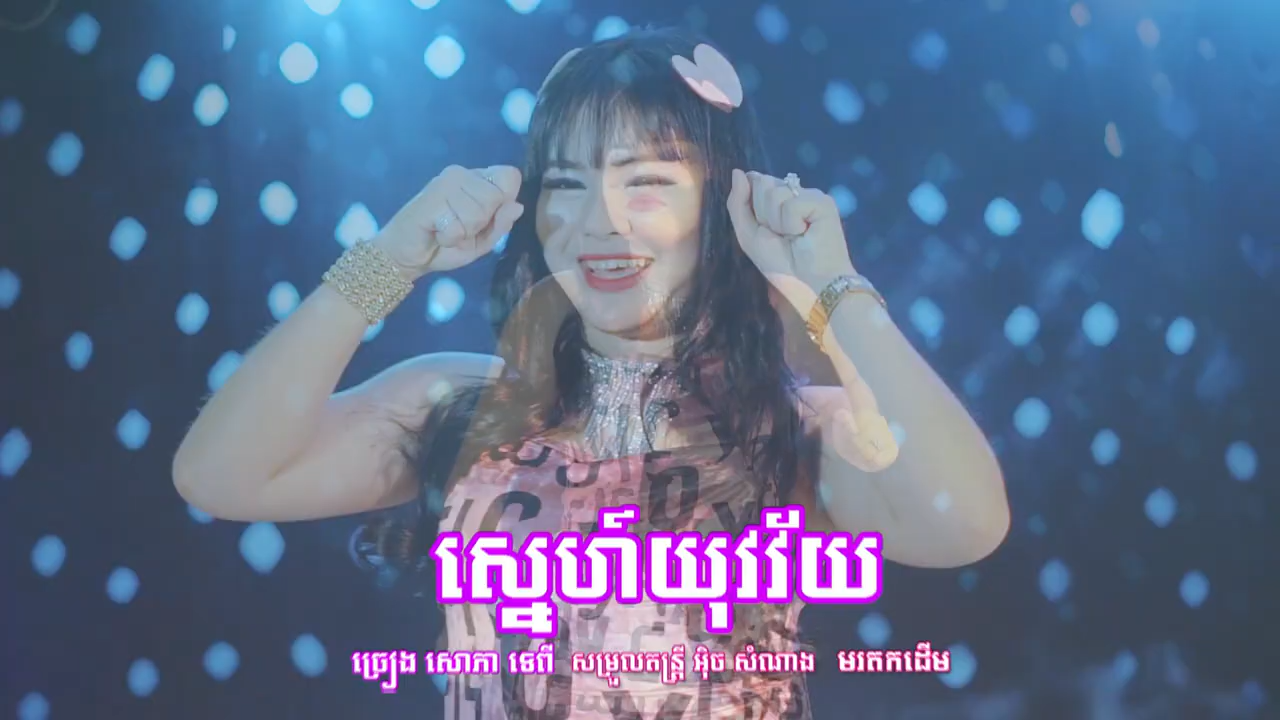 ស្នេហ៍យុវវ័យ
ច្រៀង សោភា ទេពី សម្រួលតន្ត្រី អ៊ិច សំណាង មរតកដើម